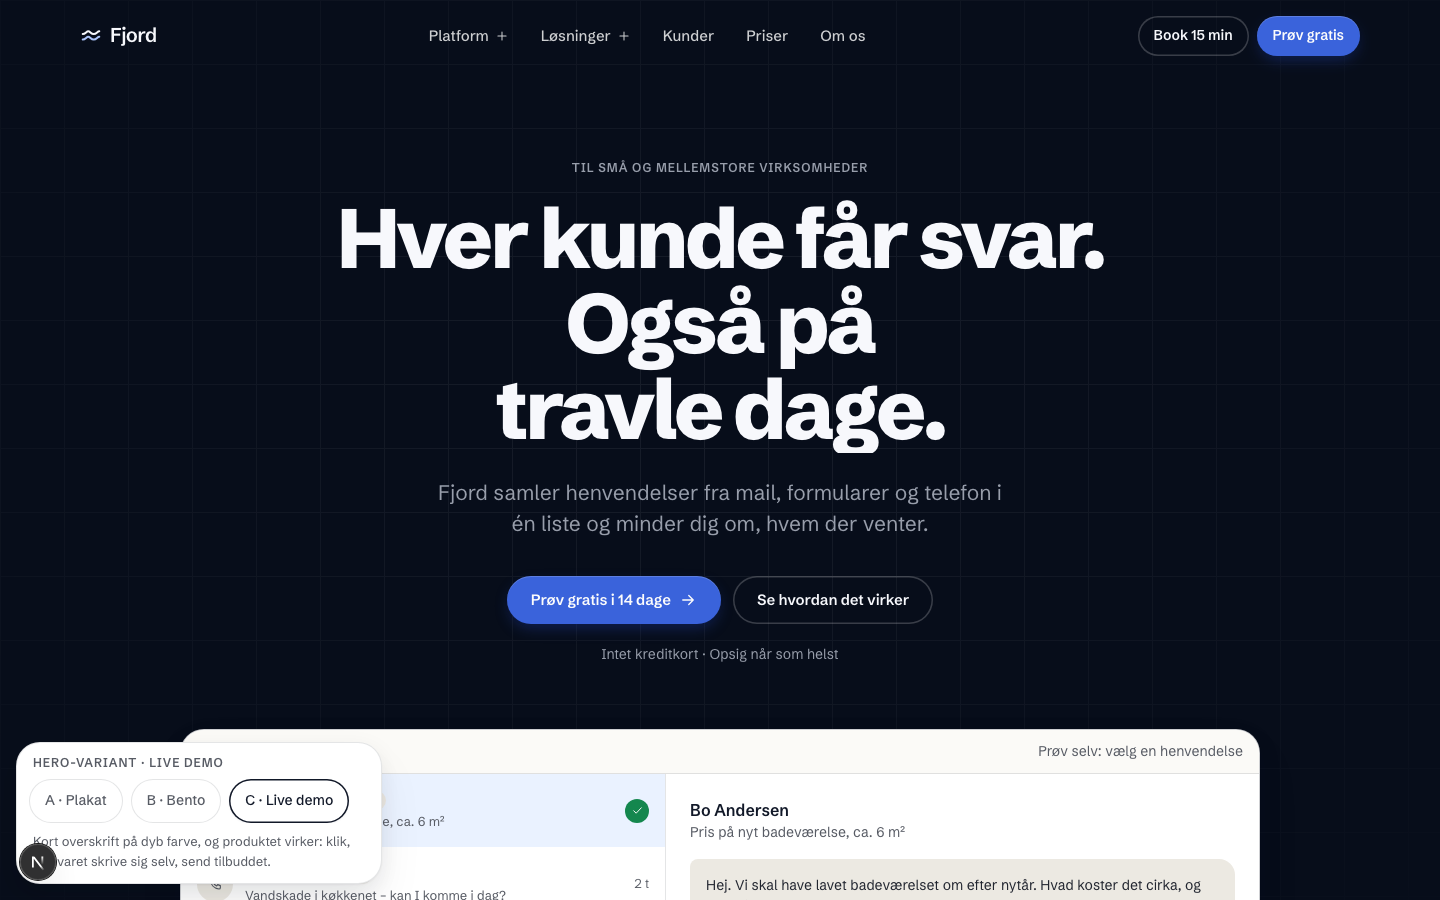 Fjord
Platform
Løsninger
Kunder
Priser
Om os
Book 15 min
Prøv gratis
TIL SMÅ OG MELLEMSTORE VIRKSOMHEDER
Hver kunde får svar.
Også på
travle dage.
Fjord samler henvendelser fra mail, formularer og telefon i
én liste og minder dig om, hvem der venter.
Prøv gratis i 14 dage
Se hvordan det virker
Intet kreditkort · Opsig når som helst
Prøv selv: vælg en henvendelse
HERO-VARIANT · LIVE DEMO
A · Plakat
B · Bento
C · Live demo
Kort overskrift på dyb farve, og produktet virker: klik,
varet skrive sig selv, send tilbuddet.
N
e, ca. 6 m²
2 t
Vandskade i køkkenet – kan I komme i dag?
Bo Andersen
Pris på nyt badeværelse, ca. 6 m²
Hej. Vi skal have lavet badeværelset om efter nytår. Hvad koster det cirka, og